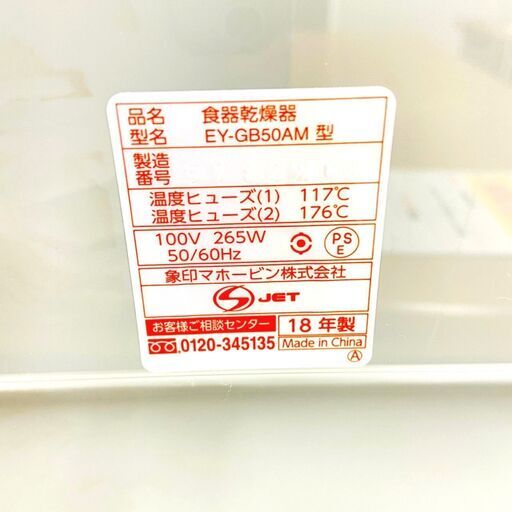 品名 食器乾燥器
型名 EY-GB50AM 型
製造
番号
温度ヒューズ(1) 117℃
温度ヒューズ(2) 176℃
100V 265W
50/60Hz
PS
E
象印マホービン株式会社
S JET
お客様ご相談センター
0120-345135
18 年製
Made in China
A